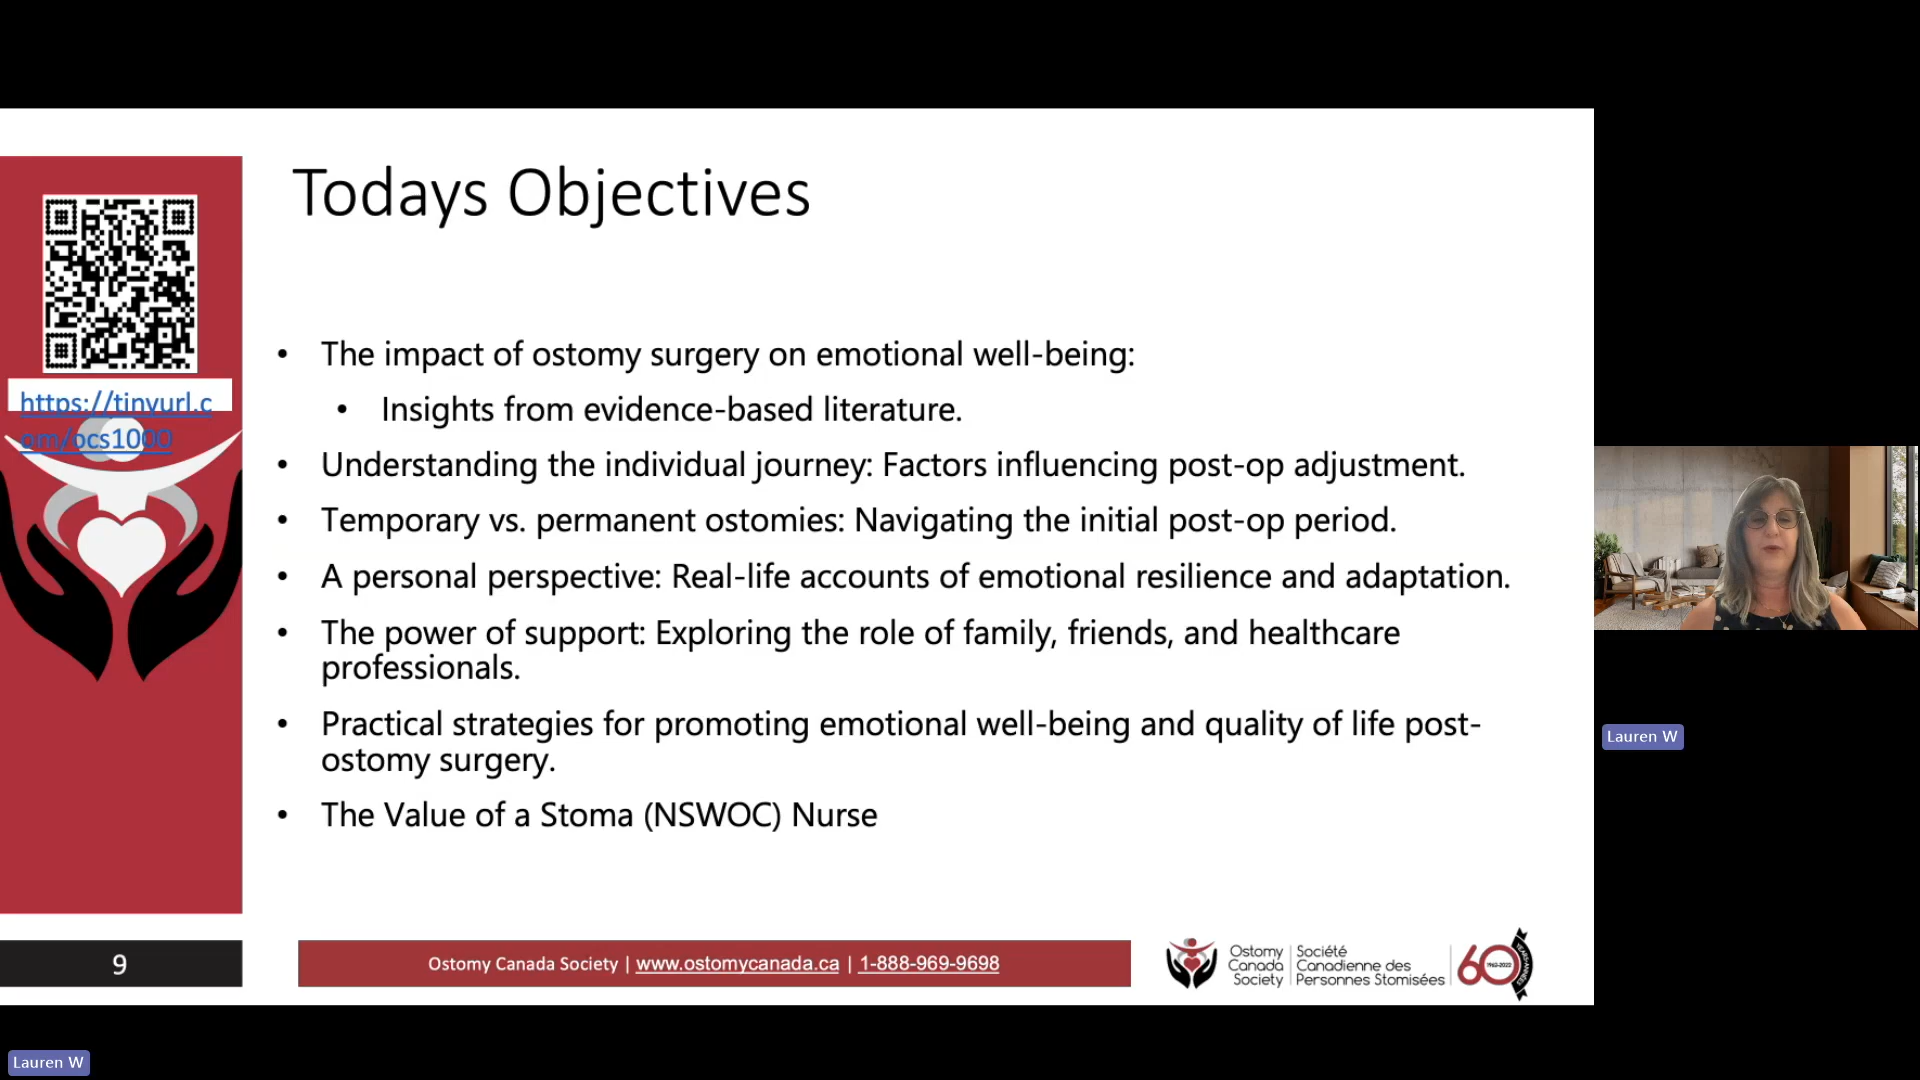 Todays Objectives
https://tinyurl.c
om/ocs1000
• The impact of ostomy surgery on emotional well-being:
• Insights from evidence-based literature.
• Understanding the individual journey: Factors influencing post-op adjustment.
• Temporary vs. permanent ostomies: Navigating the initial post-op period.
• A personal perspective: Real-life accounts of emotional resilience and adaptation.
• The power of support: Exploring the role of family, friends, and healthcare
professionals.
• Practical strategies for promoting emotional well-being and quality of life post-
ostomy surgery.
• The Value of a Stoma (NSWOC) Nurse
9
Ostomy Canada Society | www.ostomycanada.ca | 1-888-969-9698
Ostomy
Canada
Society
Société
Canadienne des
Personnes Stomisées
60
1962-2022
Lauren W
Lauren W